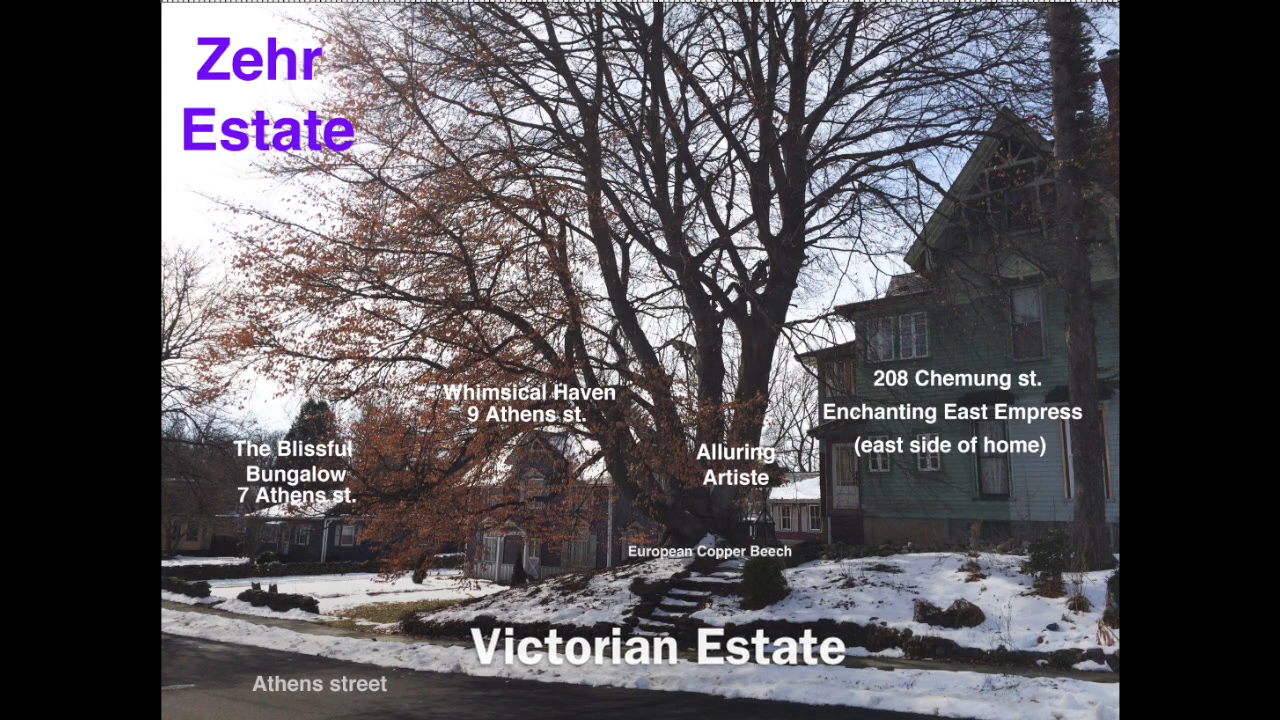 Zehr
Estate
Whimsical Haven
9 Athens st.
208 Chemung st.
Enchanting East Empress
(east side of home)
The Blissful
Bungalow
7 Athens st.
Alluring
Artiste
European Copper Beech
Victorian Estate
Athens street